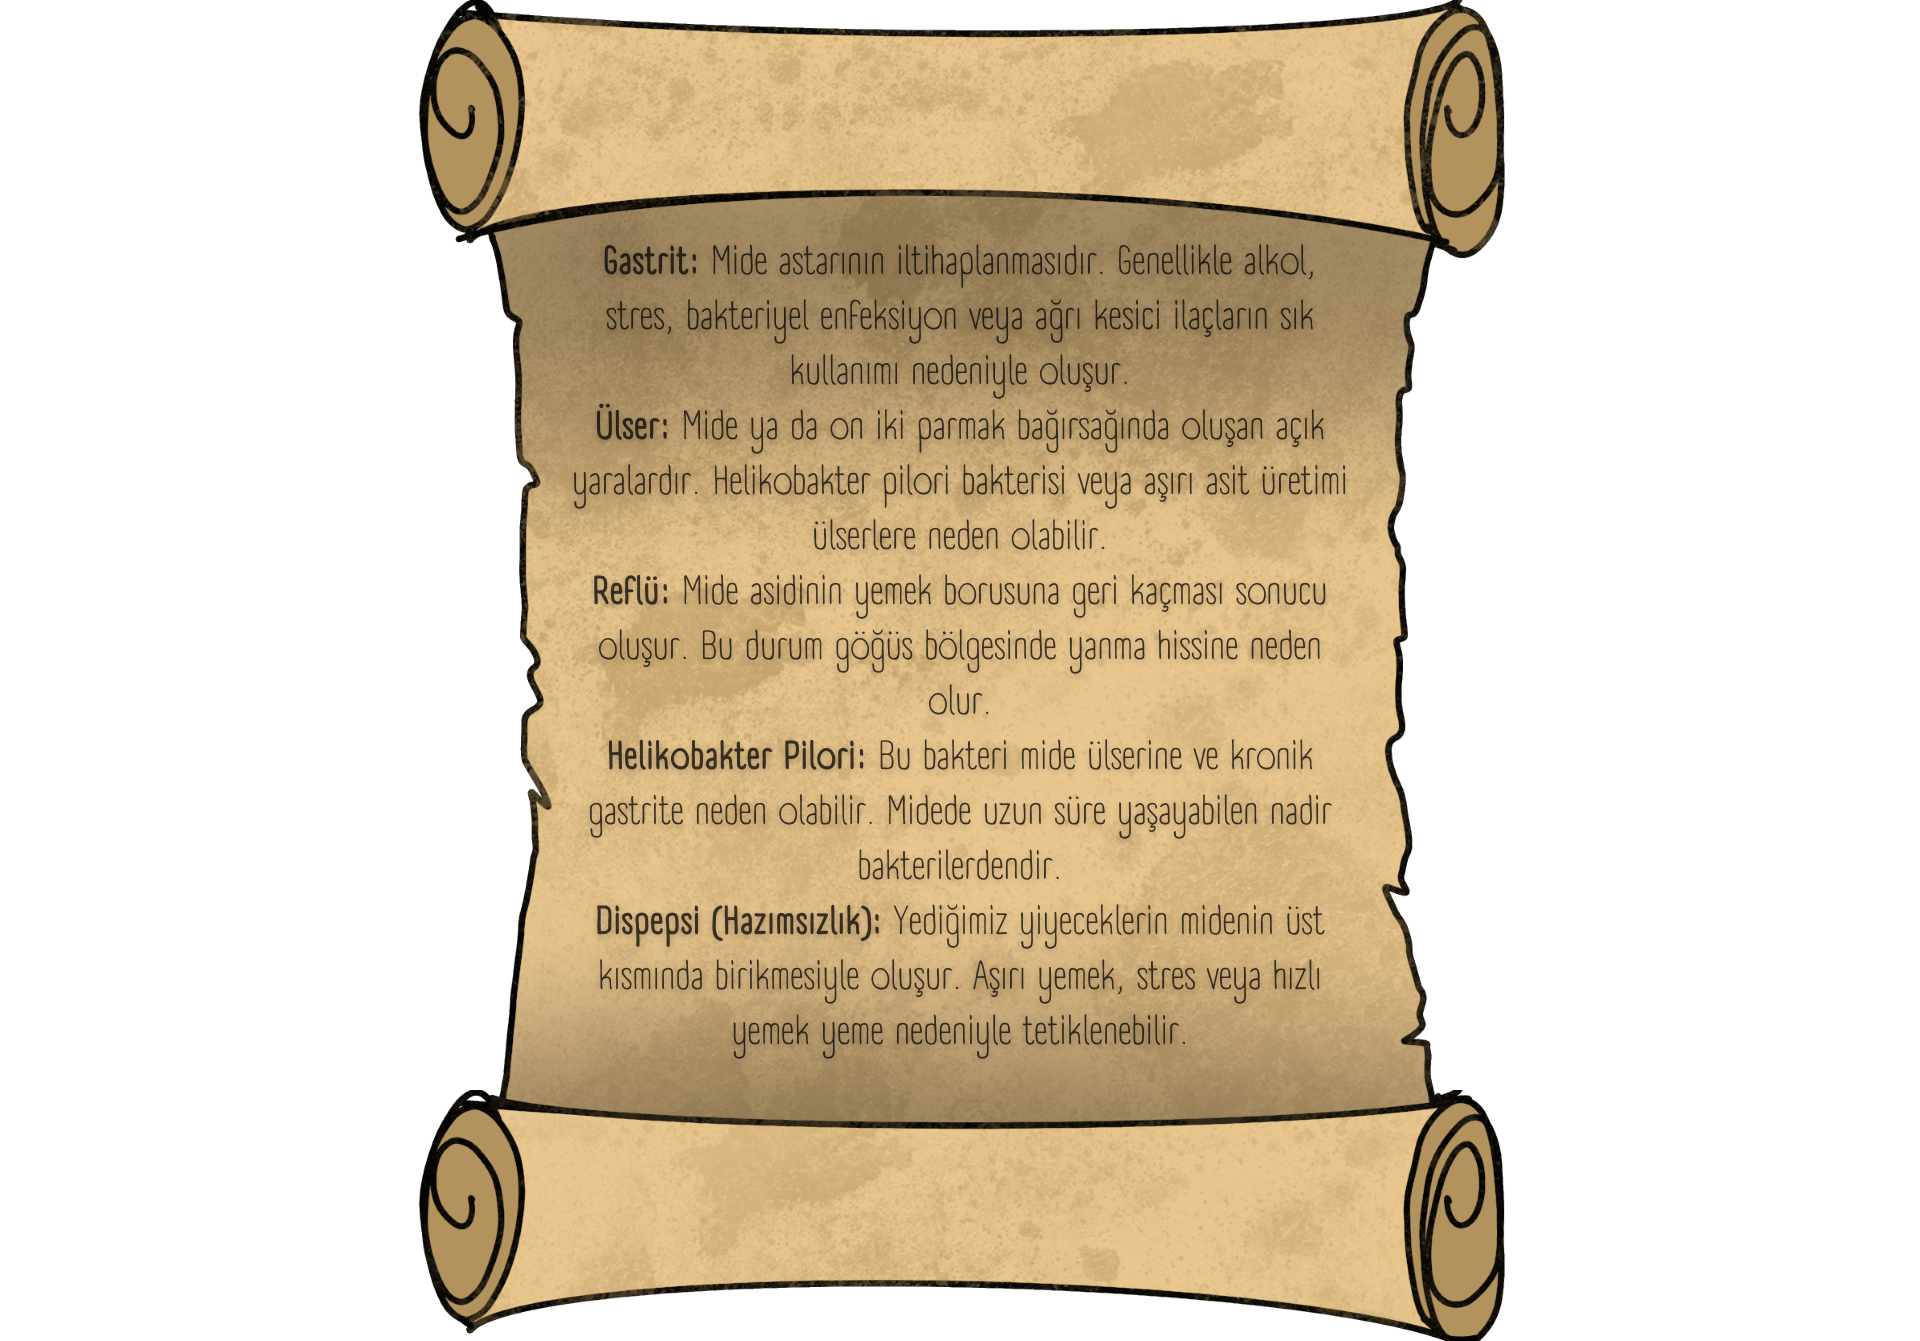 Gastrit: Mide astarının iltihaplanmasıdır. Genellikle alkol,
stres, bakteriyel enfeksiyon veya ağrı kesici ilaçların sık
kullanımı nedeniyle oluşur.
Ülser: Mide ya da on iki parmak bağırsağında oluşan açık
yaralardır. Helikobakter pilori bakterisi veya aşırı asit üretimi
ülserlere neden olabilir.
Reflü: Mide asidinin yemek borusuna geri kaçması sonucu
oluşur. Bu durum göğüs bölgesinde yanma hissine neden
olur.
Helikobakter Pilori: Bu bakteri mide ülserine ve kronik
gastrite neden olabilir. Midede uzun süre yaşayabilen nadir
bakterilerdendir.
Dispepsi (Hazımsızlık): Yediğimiz yiyeceklerin midenin üst
kısmında birikmesiyle oluşur. Aşırı yemek, stres veya hızlı
yemek yeme nedeniyle tetiklenebilir.